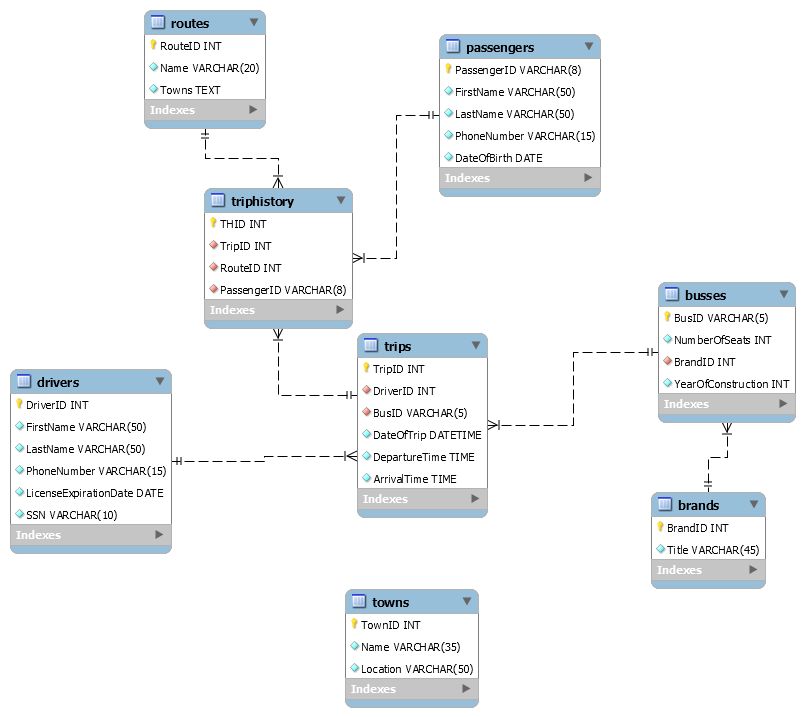 routes
RouteID INT
Name VARCHAR(20)
Towns TEXT
Indexes
passengers
PassengerID VARCHAR(8)
FirstName VARCHAR(50)
LastName VARCHAR(50)
PhoneNumber VARCHAR(15)
DateOfBirth DATE
Indexes
triphistory
THID INT
TripID INT
RouteID INT
PassengerID VARCHAR(8)
Indexes
busses
BusID VARCHAR(5)
NumberOfSeats INT
BrandID INT
YearOfConstruction INT
Indexes
trips
TripID INT
DriverID INT
BusID VARCHAR(5)
DateOfTrip DATETIME
DepartureTime TIME
ArrivalTime TIME
Indexes
drivers
DriverID INT
FirstName VARCHAR(50)
LastName VARCHAR(50)
PhoneNumber VARCHAR(15)
LicenseExpirationDate DATE
SSN VARCHAR(10)
Indexes
brands
BrandID INT
Title VARCHAR(45)
Indexes
towns
TownID INT
Name VARCHAR(35)
Location VARCHAR(50)
Indexes